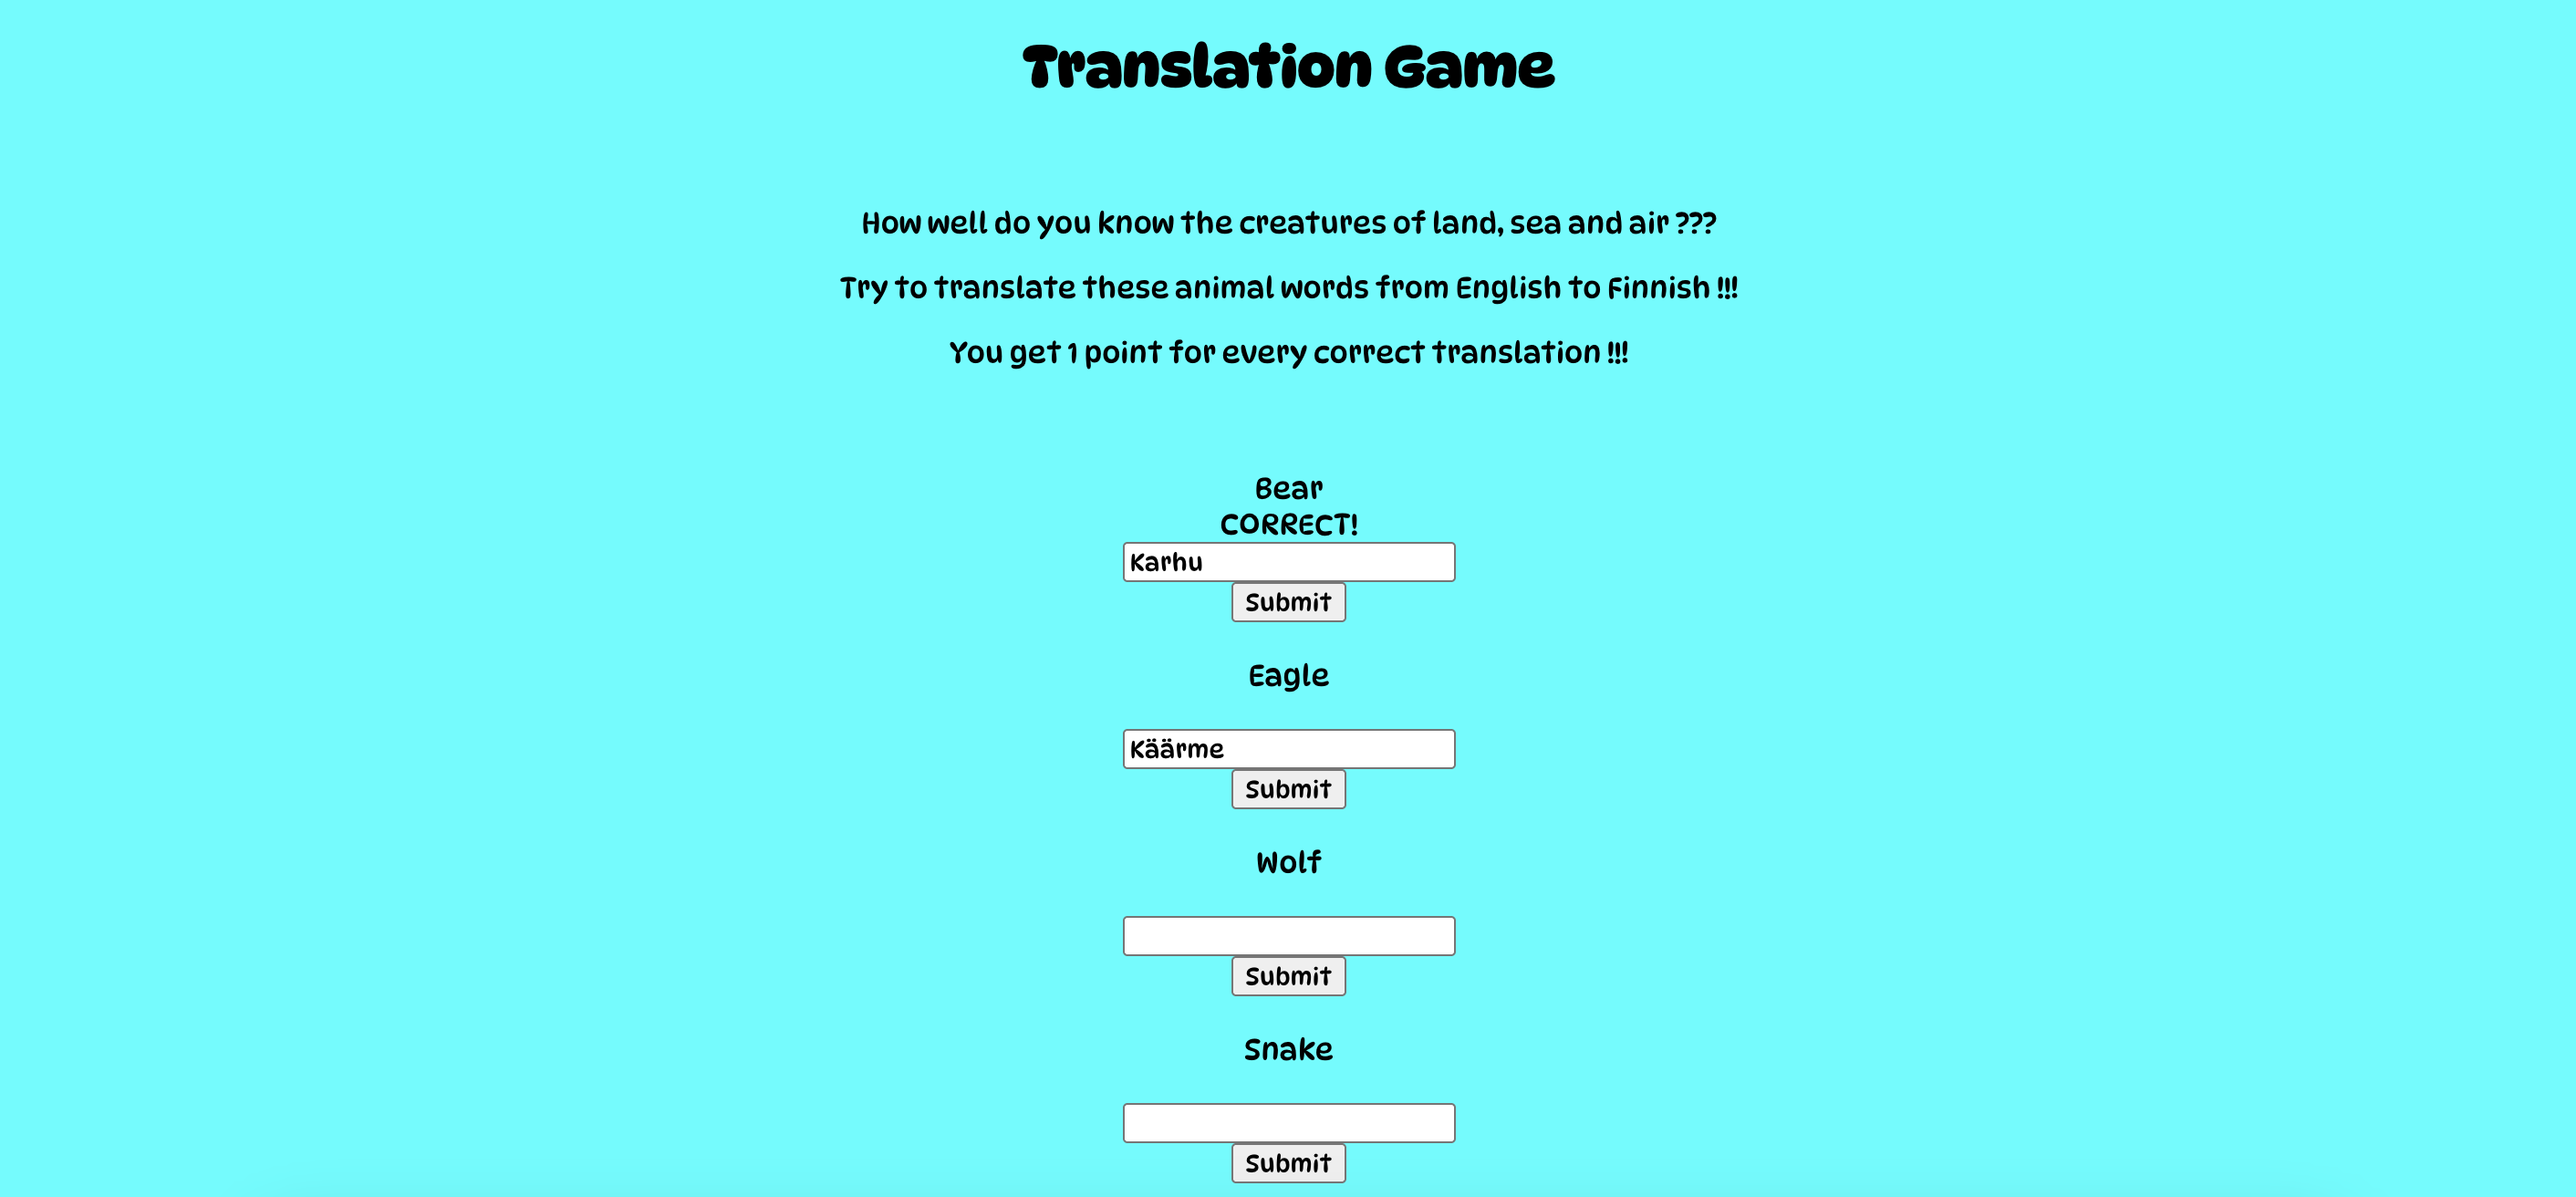 Translation Game
How well do you know the creatures of land, sea and air ???
Try to translate these animal words from English to Finnish !!!
You get 1 point for every correct translation !!!
Bear
CORRECT!
Karhu
Submit
Eagle
Käärme
Submit
Wolf
Submit
Snake
Submit